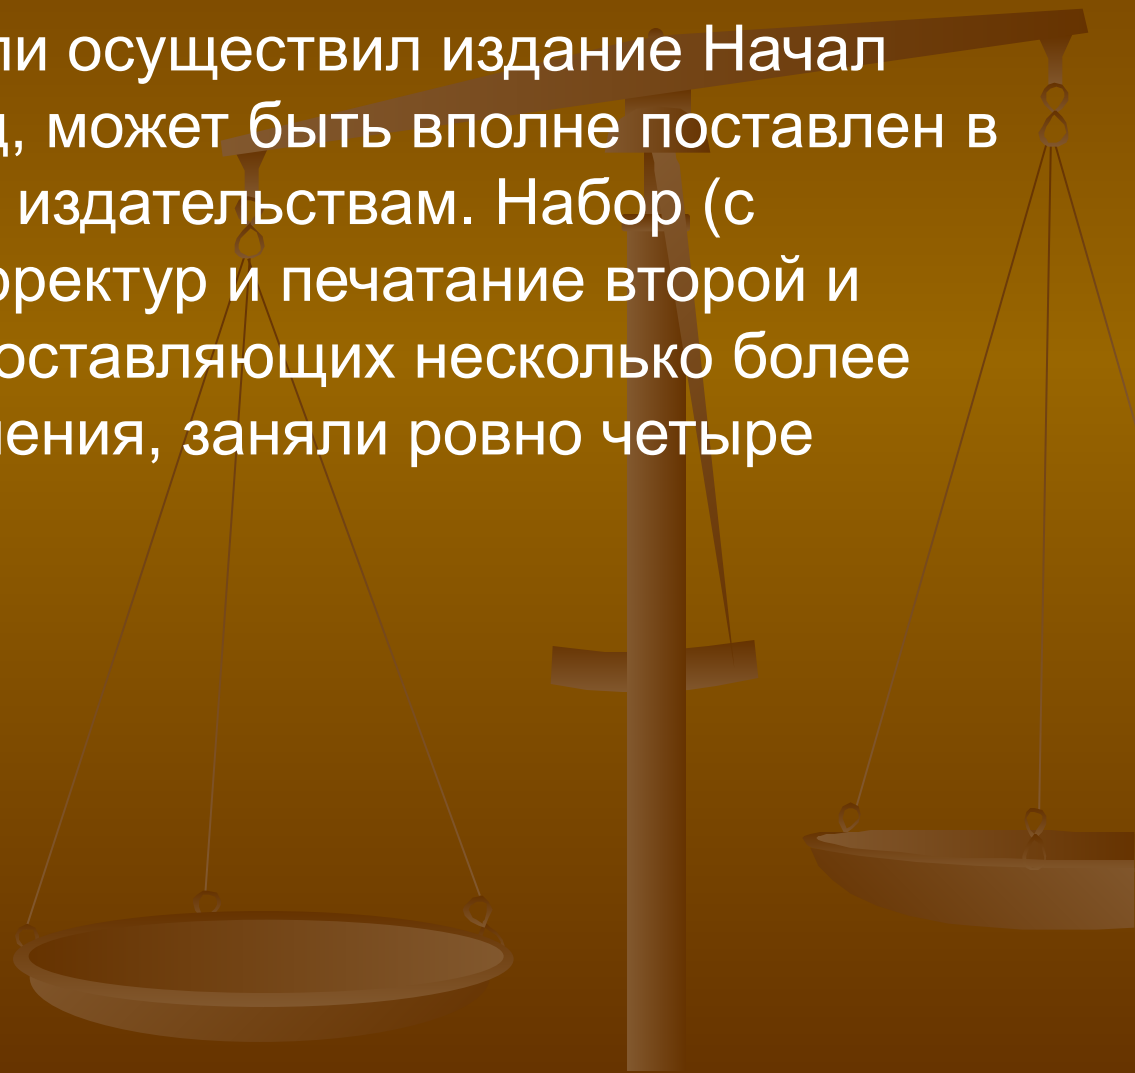 ли осуществил издание Начал
, может быть вполне поставлен в
издательствам. Набор (с
орректур и печатание второй и
оставляющих несколько более
ения, заняли ровно четыре